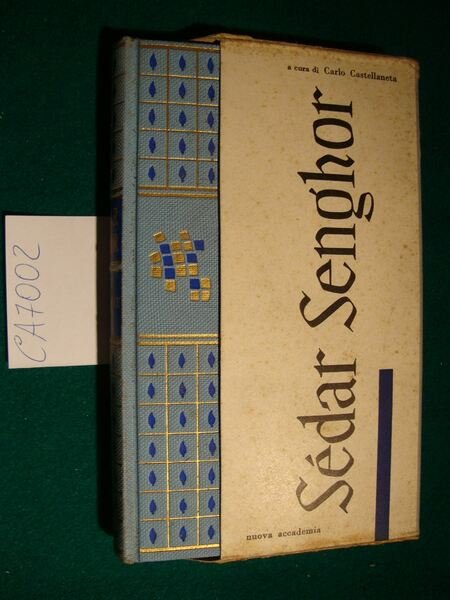 a cura di Carlo Castellaneta
Sédar Senghor
nuova accademia
CA7002